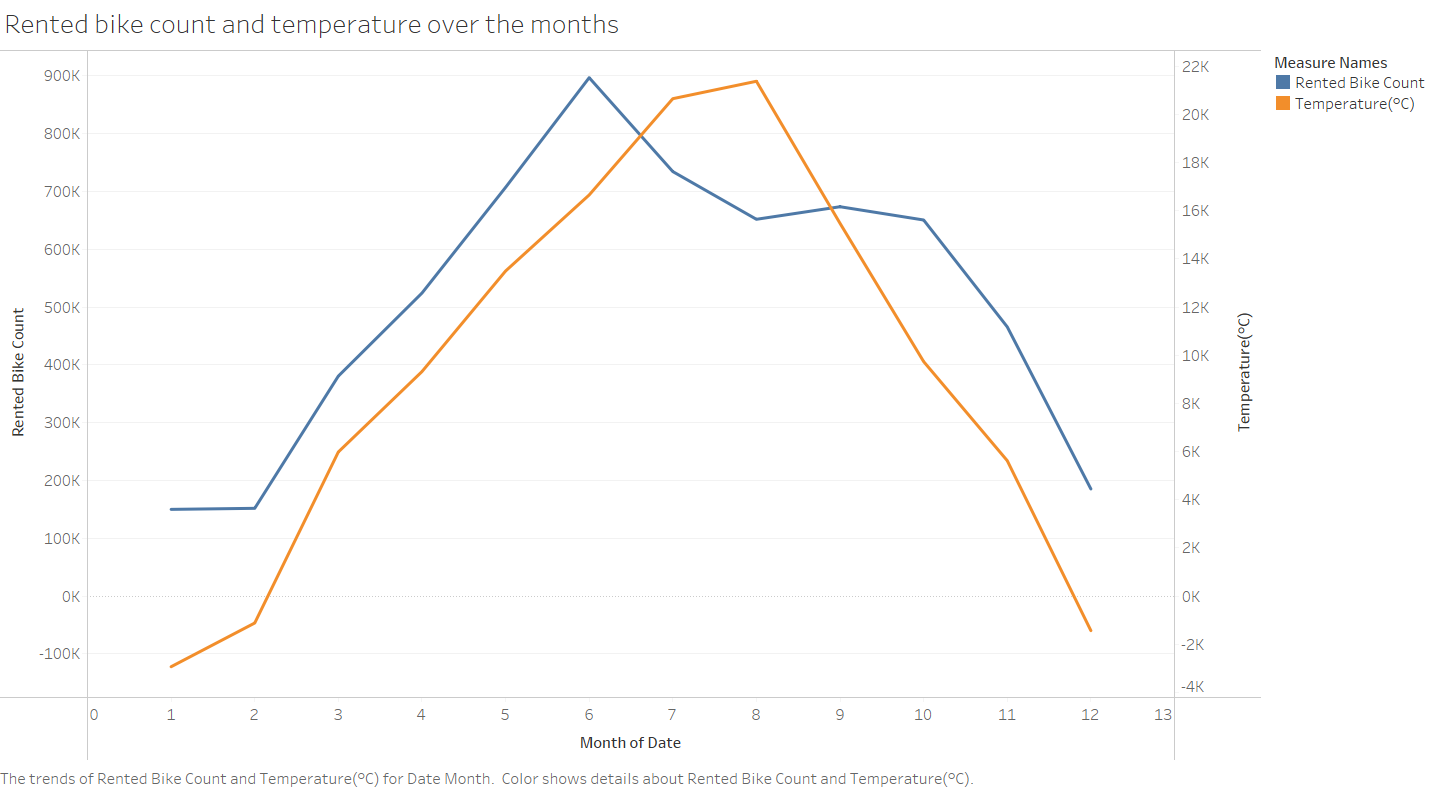 Rented bike count and temperature over the months
900K
800K
700K
600K
500K
400K
300K
200K
100K
0K
-100K
Rented Bike Count
22K
20K
18K
16K
14K
12K
10K
8K
6K
4K
2K
0K
-2K
-4K
Temperature(°C)
0 1 2 3 4 5 6 7 8 9 10 11 12 13
Month of Date
Measure Names
Rented Bike Count
Temperature(°C)
The trends of Rented Bike Count and Temperature(°C) for Date Month.  Color shows details about Rented Bike Count and Temperature(°C).